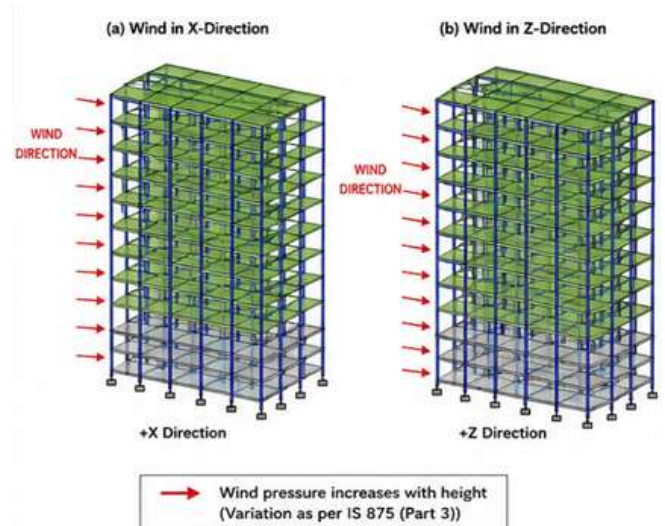 (a) Wind in X-Direction
(b) Wind in Z-Direction
WIND
DIRECTION
WIND
DIRECTION
+X Direction
+Z Direction
Wind pressure increases with height
(Variation as per IS 875 (Part 3))